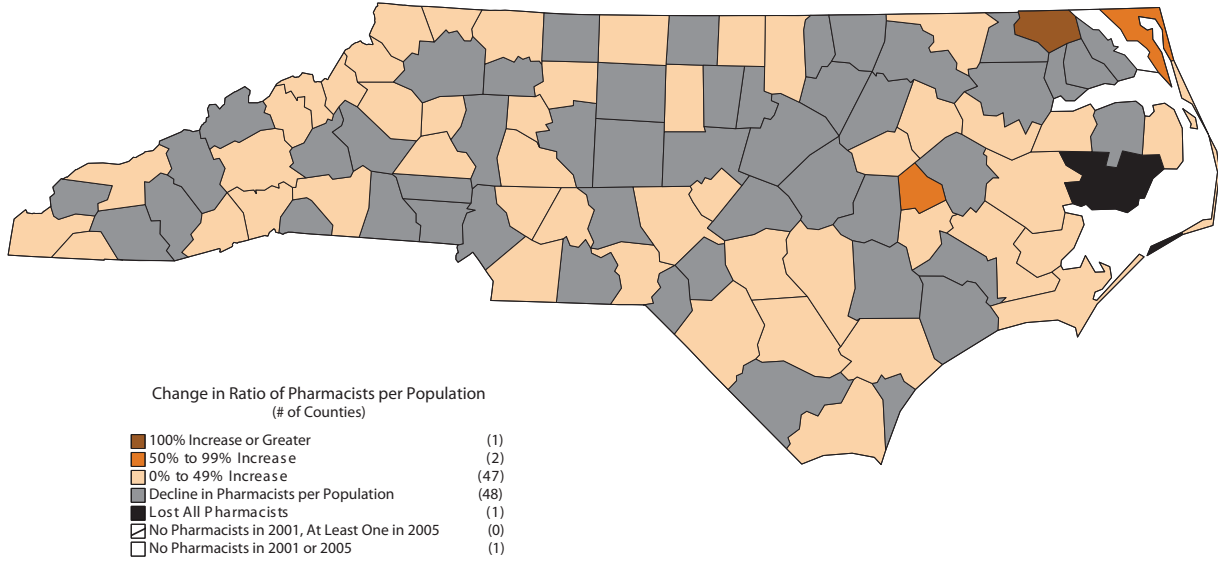 Change in Ratio of Pharmacists per Population
(# of Counties)
100% Increase or Greater (1)
50% to 99% Increase (2)
0% to 49% Increase (47)
Decline in Pharmacists per Population (48)
Lost All Pharmacists (1)
No Pharmacists in 2001, At Least One in 2005 (0)
No Pharmacists in 2001 or 2005 (1)